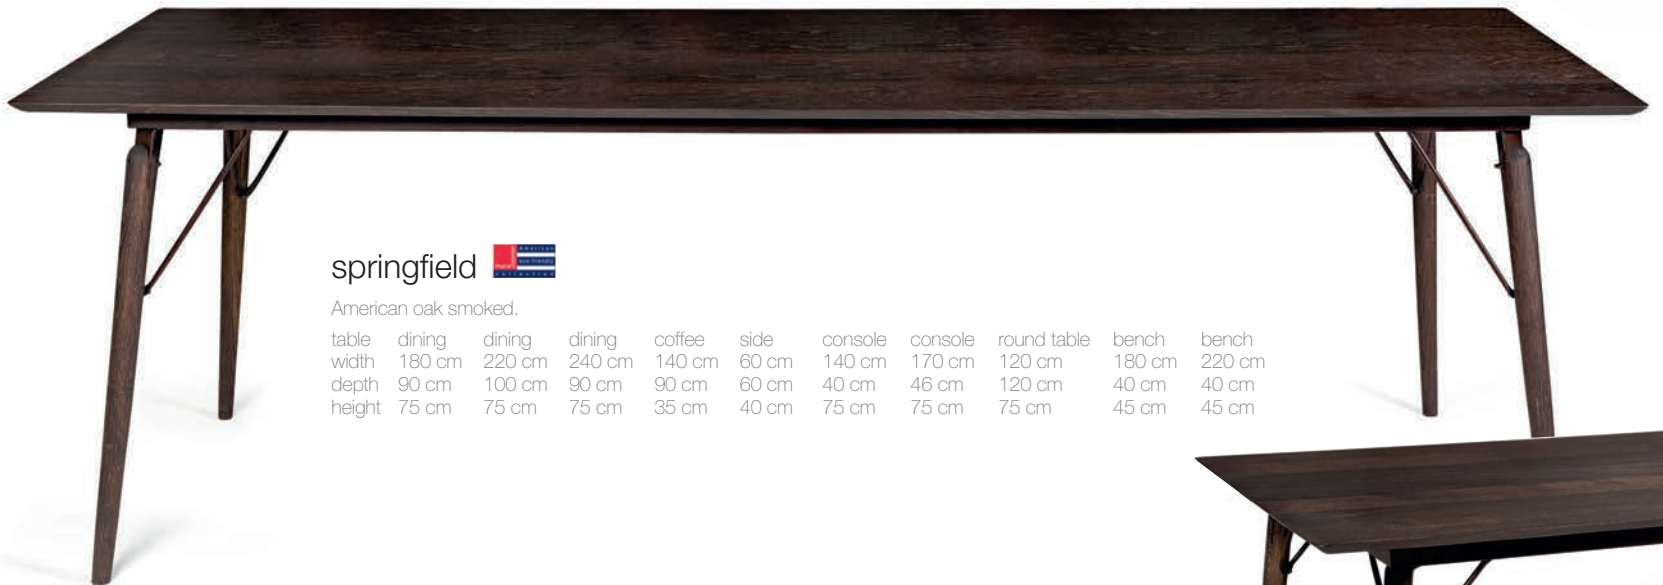 springfield
American
eco-friendly
collection
American oak smoked.
table dining dining dining coffee side console console round table bench bench
width 180 cm 220 cm 240 cm 140 cm 60 cm 140 cm 170 cm 120 cm 180 cm 220 cm
depth 90 cm 100 cm 90 cm 90 cm 60 cm 40 cm 46 cm 120 cm 40 cm 40 cm
height 75 cm 75 cm 75 cm 35 cm 40 cm 75 cm 75 cm 75 cm 45 cm 45 cm